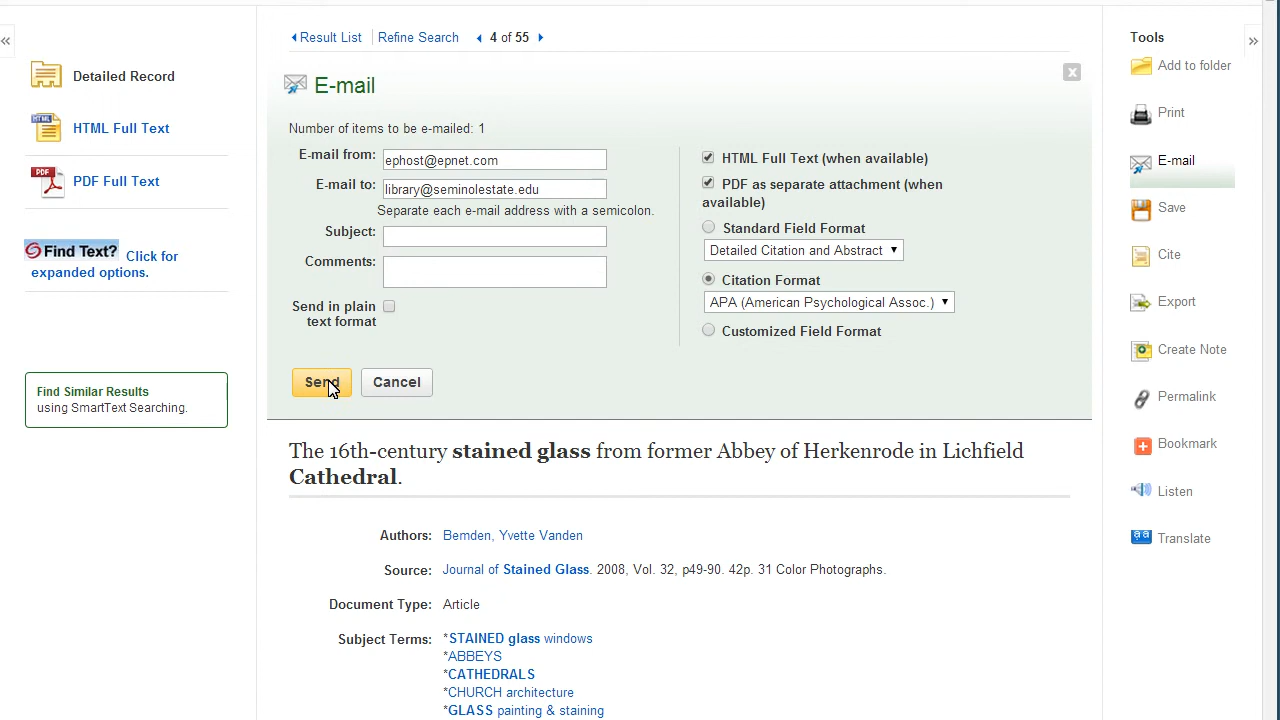 Result List Refine Search 4 of 55
Tools
Detailed Record
HTML Full Text
PDF Full Text
Find Text? Click for
expanded options.
Find Similar Results
using SmartText Searching.
E-mail
Number of items to be e-mailed: 1
E-mail from: ephost@epnet.com
E-mail to: library@seminolestate.edu
Separate each e-mail address with a semicolon.
Subject:
Comments:
Send in plain
text format
HTML Full Text (when available)
PDF as separate attachment (when
available)
Standard Field Format
Detailed Citation and Abstract
Citation Format
APA (American Psychological Assoc.)
Customized Field Format
Send Cancel
The 16th-century stained glass from former Abbey of Herkenrode in Lichfield
Cathedral.
Authors: Bemden, Yvette Vanden
Source: Journal of Stained Glass. 2008, Vol. 32, p49-90. 42p. 31 Color Photographs.
Document Type: Article
Subject Terms: *STAINED glass windows
*ABBEYS
*CATHEDRALS
*CHURCH architecture
*GLASS painting & staining
Add to folder
Print
E-mail
Save
Cite
Export
Create Note
Permalink
Bookmark
Listen
Translate